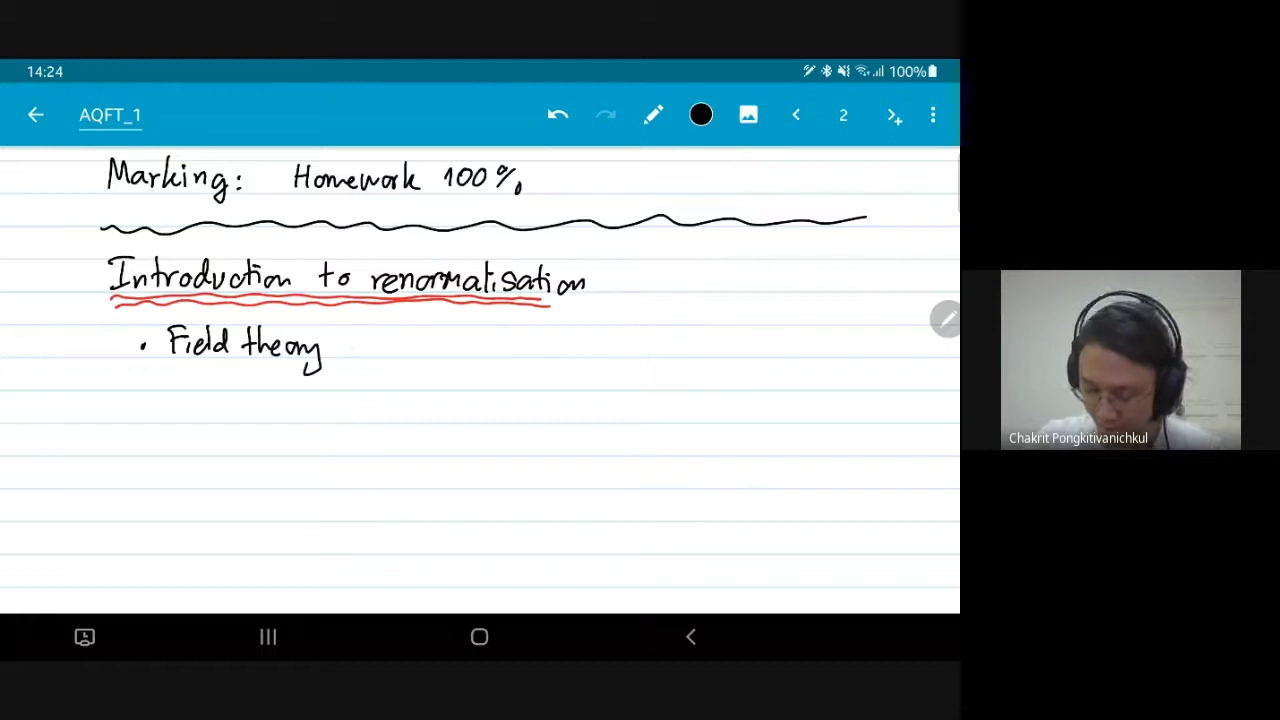 14:24
100%
AQFT_1
2
Marking: Homework 100%
Introduction to renormalisation
• Field theory
Chakrit Pongkitivanichkul